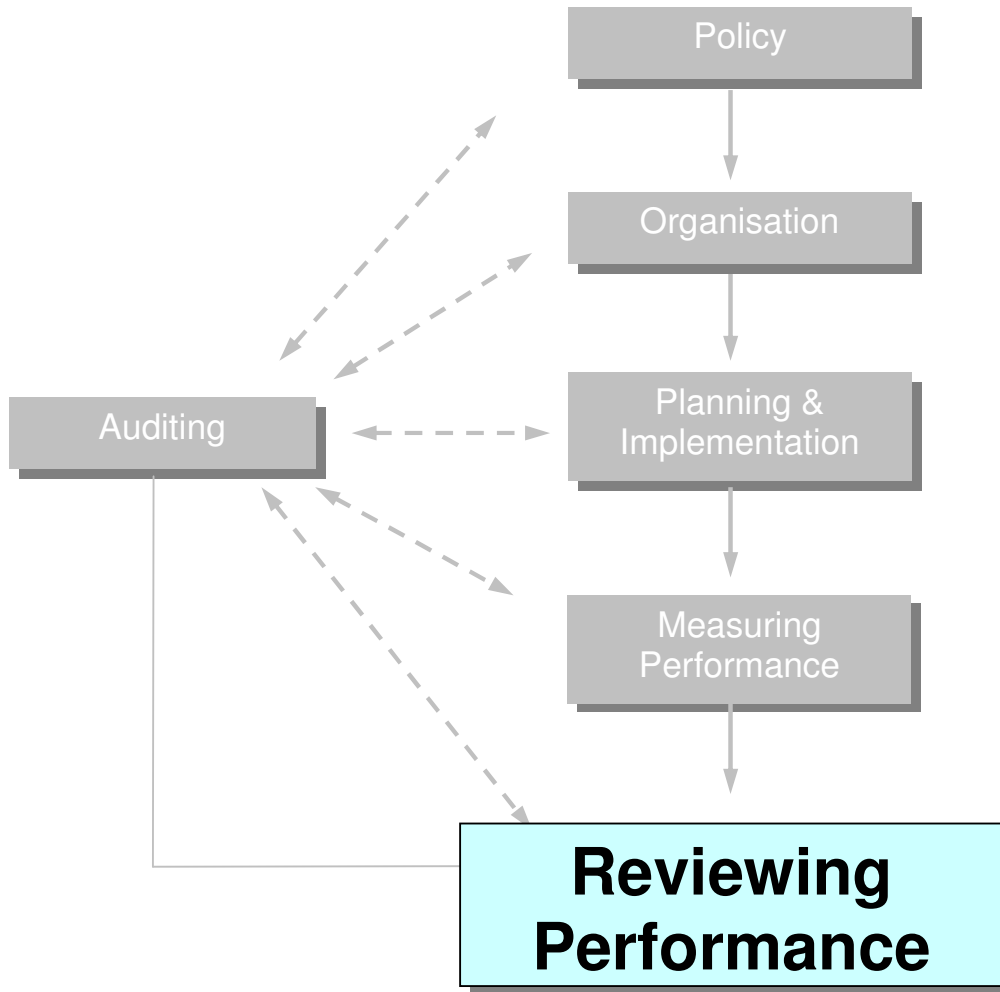 Policy
Organisation
Planning &
Implementation
Auditing
Measuring
Performance
Reviewing
Performance